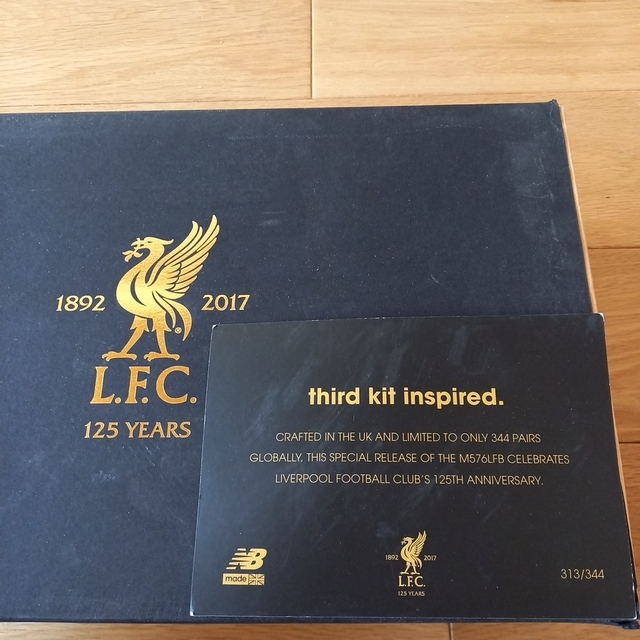 1892 2017
L.F.C.
125 YEARS
third kit inspired.
CRAFTED IN THE UK AND LIMITED TO ONLY 344 PAIRS
GLOBALLY, THIS SPECIAL RELEASE OF THE M576LFB CELEBRATES
LIVERPOOL FOOTBALL CLUB'S 125TH ANNIVERSARY.
NB
made
1892 2017
L.F.C.
125 YEARS
313/344